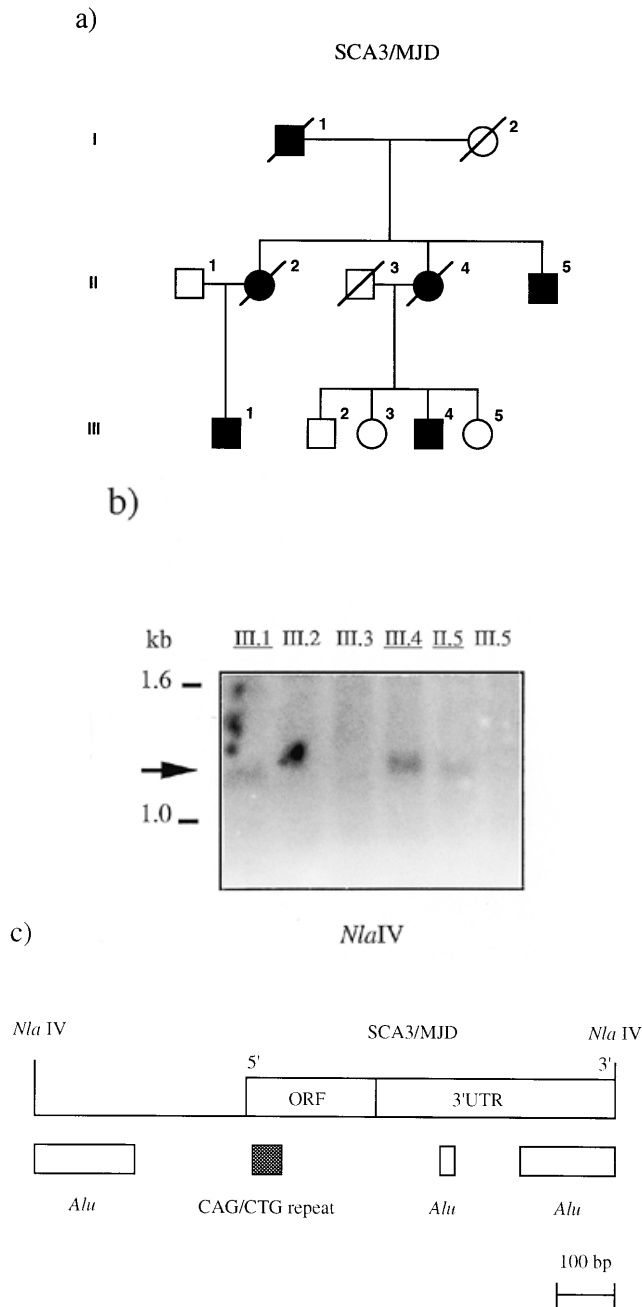 a)
SCA3/MJD
1 2
I
1 2 3 4 5
II
1 2 3 4 5
III
b)
kb III.1 III.2 III.3 III.4 II.5 III.5
1.6
1.0
NlaIV
c)
Nla IV SCA3/MJD Nla IV
5' 3'
ORF 3'UTR
Alu CAG/CTG repeat Alu Alu
100 bp